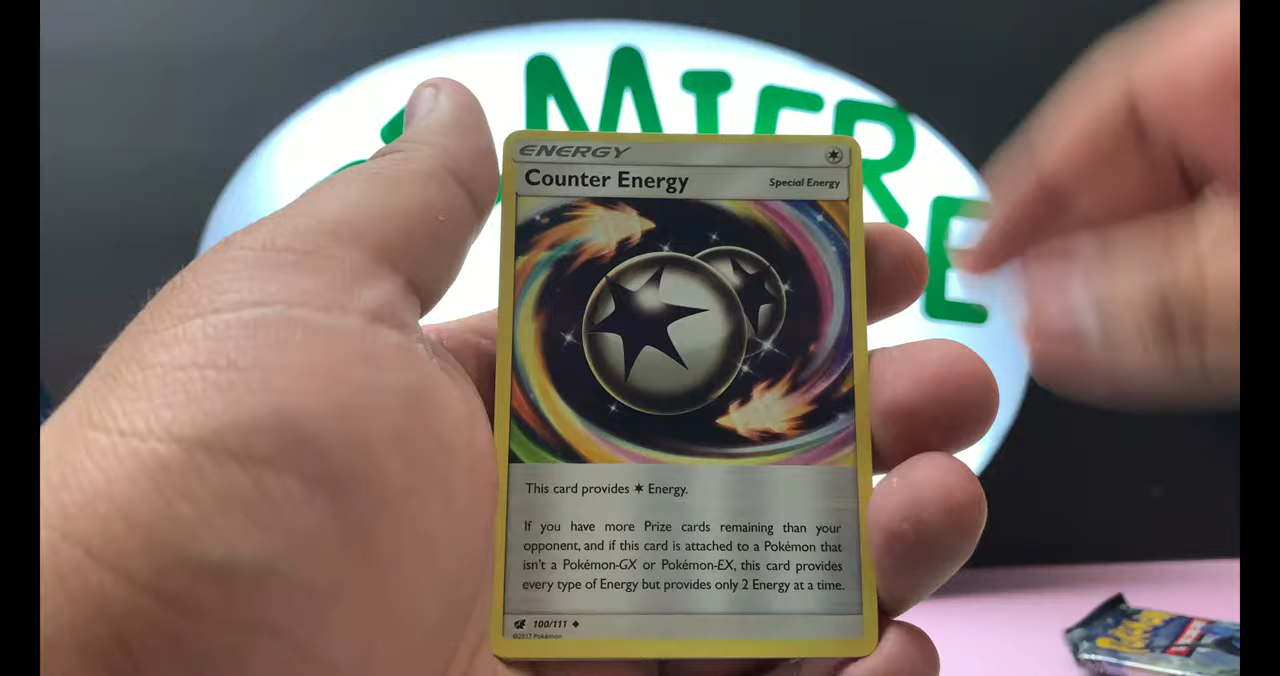 MICR
E
ENERGY
Counter Energy
Special Energy
This card provides ✶ Energy.
If you have more Prize cards remaining than your
opponent, and if this card is attached to a Pokémon that
isn't a Pokémon-GX or Pokémon-EX, this card provides
every type of Energy but provides only 2 Energy at a time.
100/111 ◆
©2017 Pokémon